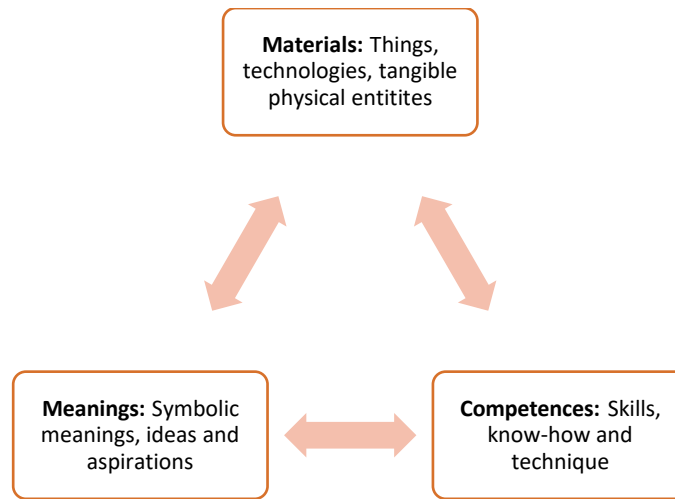 Materials: Things,
technologies, tangible
physical entitites
Meanings: Symbolic
meanings, ideas and
aspirations
Competences: Skills,
know-how and
technique